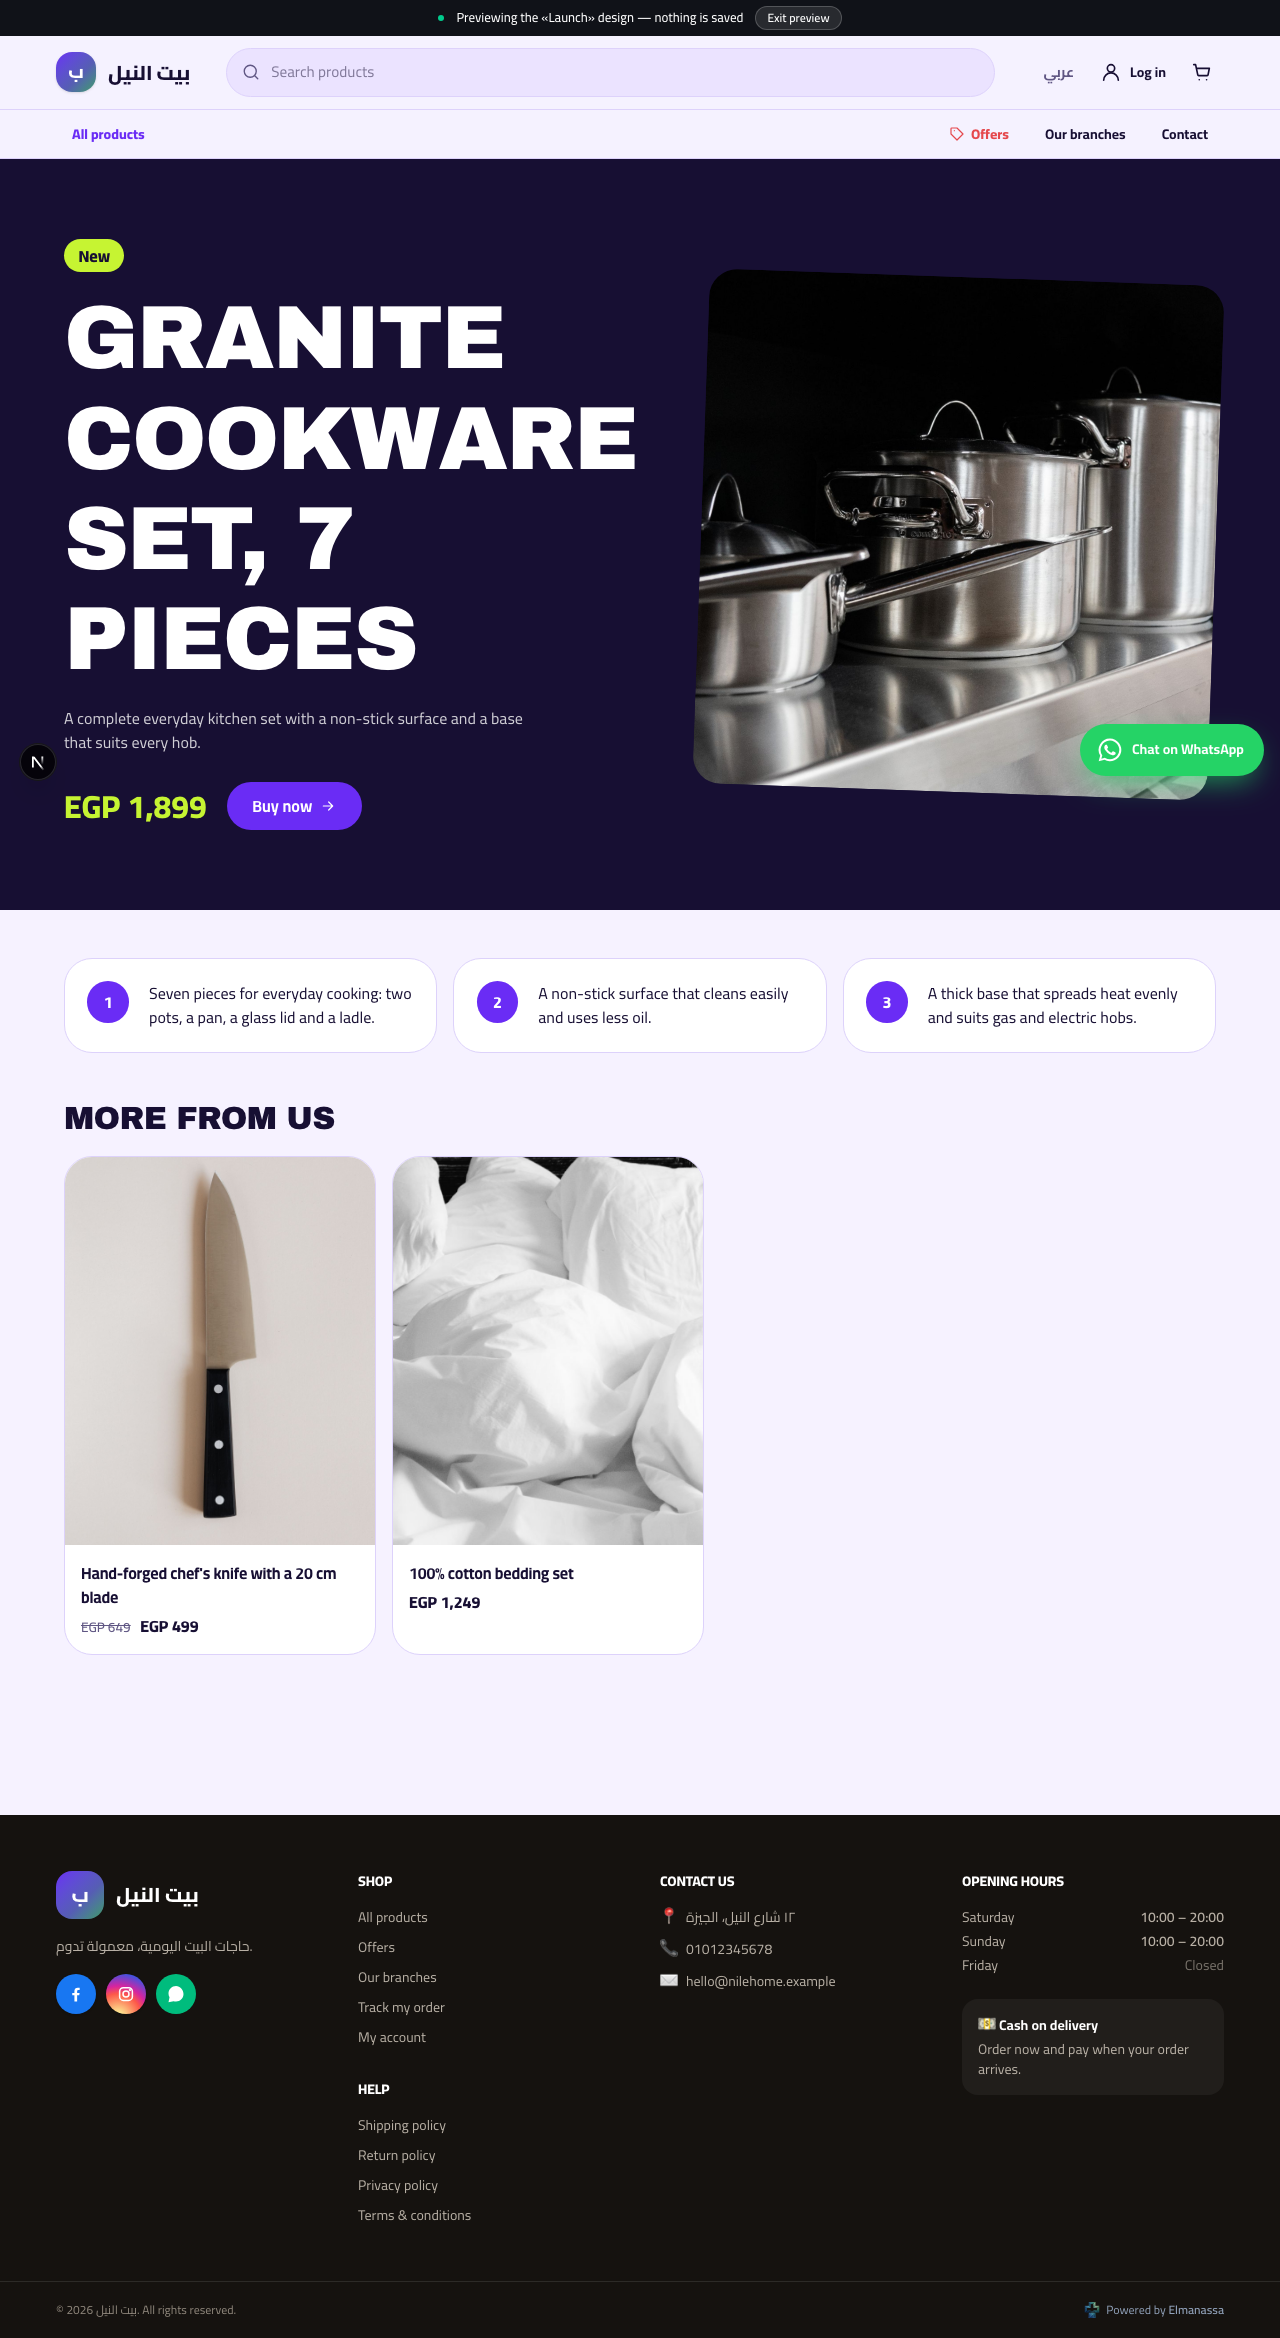 Previewing the «Launch» design — nothing is saved
Exit preview
ب
بيت النيل
Search products
عربي
Log in
All products
Offers
Our branches
Contact
New
GRANITE
COOKWARE
SET, 7
PIECES
A complete everyday kitchen set with a non-stick surface and a base
that suits every hob.
EGP 1,899
Buy now
Chat on WhatsApp
N
1
Seven pieces for everyday cooking: two
pots, a pan, a glass lid and a ladle.
2
A non-stick surface that cleans easily
and uses less oil.
3
A thick base that spreads heat evenly
and suits gas and electric hobs.
MORE FROM US
Hand-forged chef's knife with a 20 cm
blade
EGP 649 EGP 499
100% cotton bedding set
EGP 1,249
ب
بيت النيل
حاجات البيت اليومية، معمولة تدوم.
SHOP
All products
Offers
Our branches
Track my order
My account
HELP
Shipping policy
Return policy
Privacy policy
Terms & conditions
CONTACT US
١٢ شارع النيل، الجيزة
01012345678
hello@nilehome.example
OPENING HOURS
Saturday 10:00 – 20:00
Sunday 10:00 – 20:00
Friday Closed
Cash on delivery
Order now and pay when your order
arrives.
© 2026 بيت النيل. All rights reserved.
Powered by Elmanassa